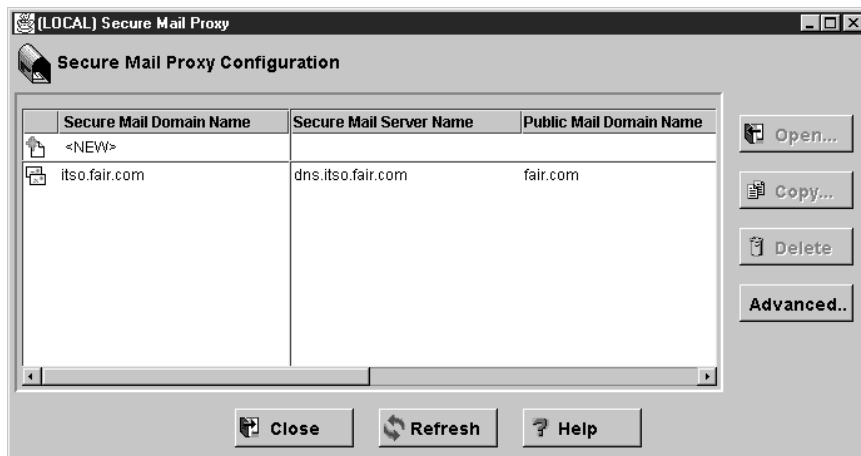 (LOCAL) Secure Mail Proxy
Secure Mail Proxy Configuration
Secure Mail Domain Name Secure Mail Server Name Public Mail Domain Name
<NEW>
itso.fair.com dns.itso.fair.com fair.com
Open...
Copy...
Delete
Advanced..
Close Refresh Help